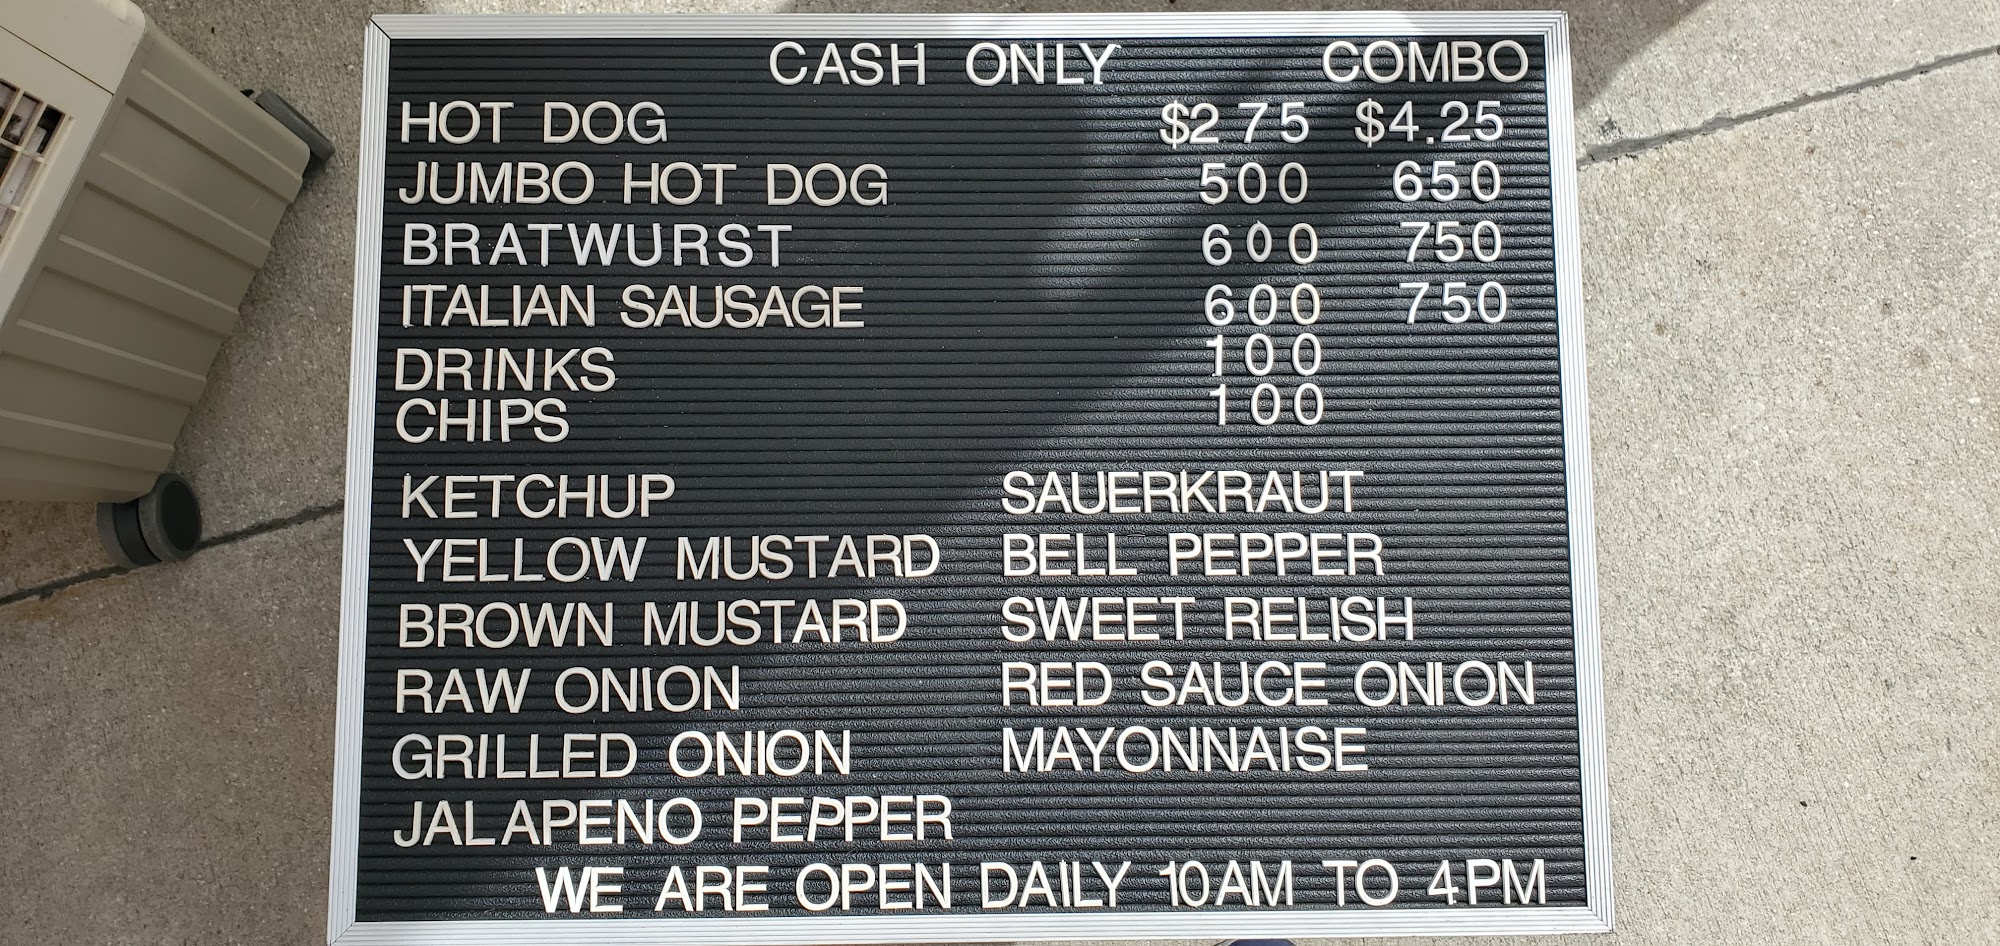 CASH ONLY COMBO
HOT DOG $2 75 $4.25
JUMBO HOT DOG 500 650
BRATWURST 600 750
ITALIAN SAUSAGE 600 750
DRINKS 100
CHIPS 100
KETCHUP SAUERKRAUT
YELLOW MUSTARD BELL PEPPER
BROWN MUSTARD SWEET RELISH
RAW ONION RED SAUCE ONION
GRILLED ONION MAYONNAISE
JALAPENO PEPPER
WE ARE OPEN DAILY 10AM TO 4PM